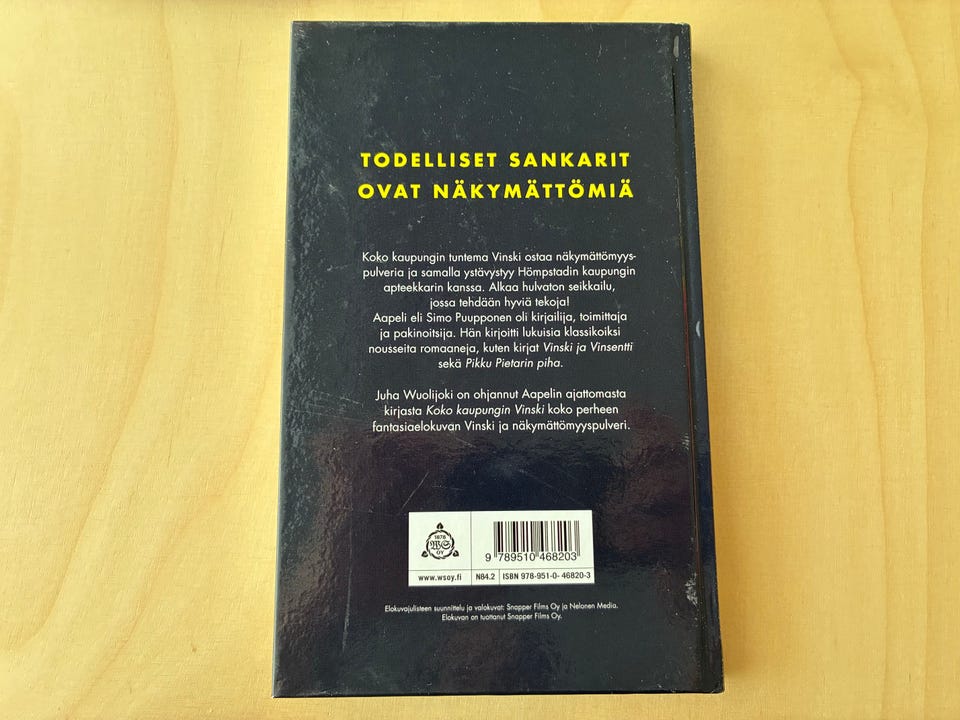 TODELLISET SANKARIT
OVAT NÄKYMÄTTÖMIÄ
Koko kaupungin tuntema Vinski ostaa näkymättömyys-
pulveria ja samalla ystävystyy Hömpstadin kaupungin
apteekkarin kanssa. Alkaa hulvaton seikkailu,
jossa tehdään hyviä tekoja!
Aapeli eli Simo Puupponen oli kirjailija, toimittaja
ja pakinoitsija. Hän kirjoitti lukuisia klassikoiksi
nousseita romaaneja, kuten kirjat Vinski ja Vinsentti
sekä Pikku Pietarin piha.
Juha Wuolijoki on ohjannut Aapelin ajattomasta
kirjasta Koko kaupungin Vinski koko perheen
fantasiaelokuvan Vinski ja näkymättömyyspulveri.
1878
WS
OY
9 789510 468203
www.wsoy.fi N84.2 ISBN 978-951-0- 46820-3
Elokuvajulisteen suunnittelu ja valokuvat: Snapper Films Oy ja Nelonen Media.
Elokuvan on tuottanut Snapper Films Oy.